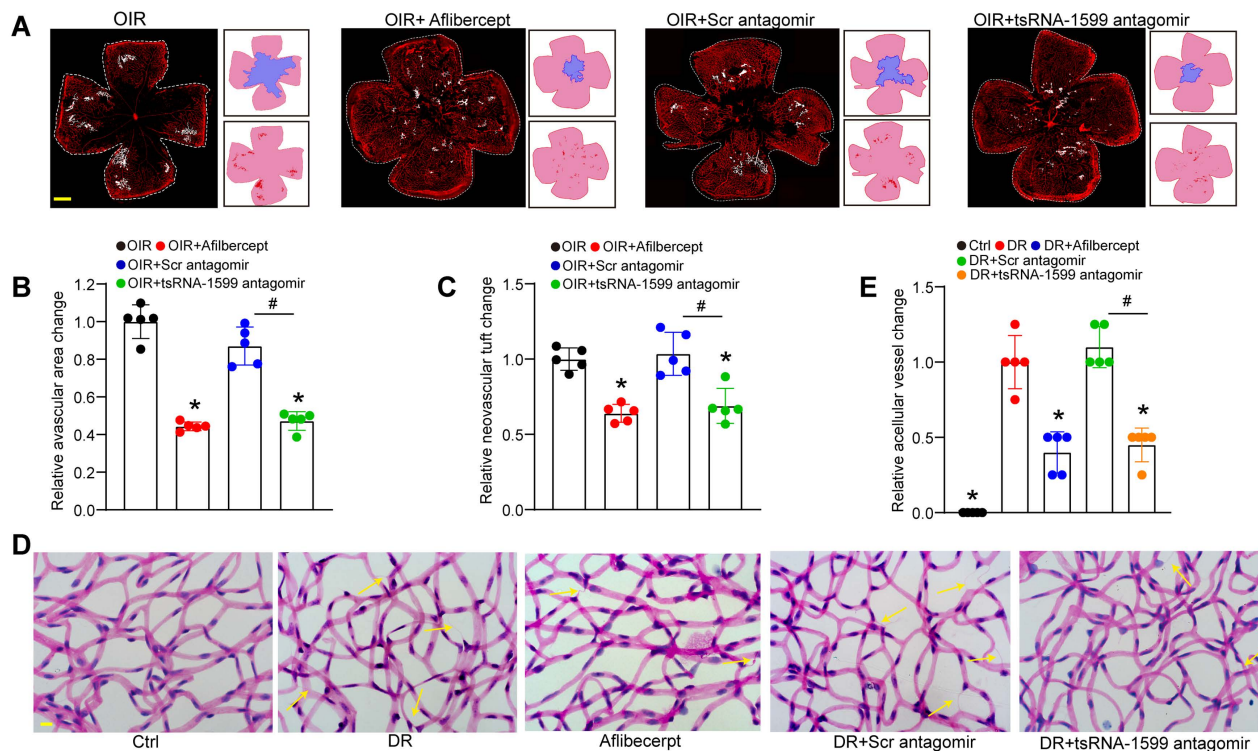 A
OIR
OIR+ Aflibercept
OIR+Scr antagomir
OIR+tsRNA-1599 antagomir
B
OIR OIR+Afilbercept
OIR+Scr antagomir
OIR+tsRNA-1599 antagomir
Relative avascular area change
1.2
1.0
0.8
0.6
0.4
0.2
0.0
*
#
*
C
OIR OIR+Afilbercept
OIR+Scr antagomir
OIR+tsRNA-1599 antagomir
Relative neovascular tuft change
1.5
1.0
0.5
0.0
*
#
*
E
Ctrl DR DR+Afilbercept
DR+Scr antagomir
DR+tsRNA-1599 antagomir
Relative acellular vessel change
1.5
1.0
0.5
0.0
*
*
#
*
D
Ctrl
DR
Aflibecerpt
DR+Scr antagomir
DR+tsRNA-1599 antagomir